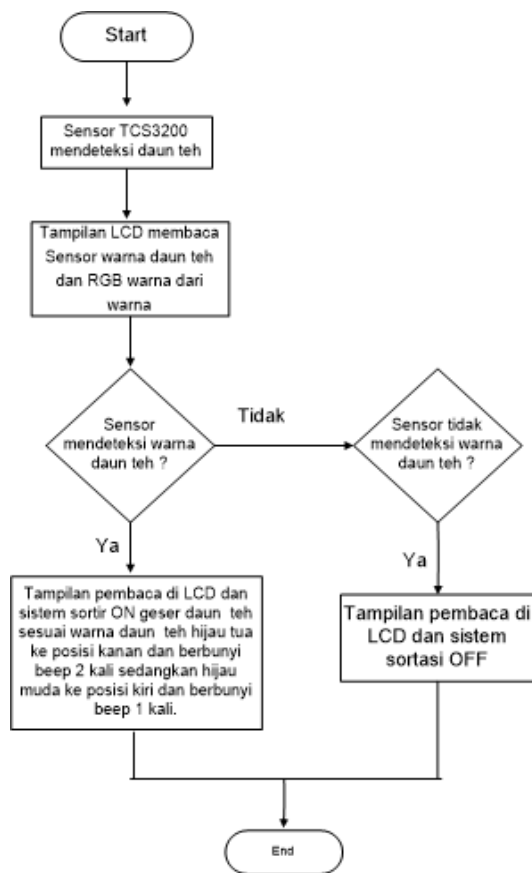 Start
Sensor TCS3200
mendeteksi daun teh
Tampilan LCD membaca
Sensor warna daun teh
dan RGB warna dari
warna
Sensor
mendeteksi warna
daun teh ?
Tidak
Sensor tidak
mendeteksi warna
daun teh ?
Ya
Ya
Tampilan pembaca di LCD dan
sistem sortir ON geser daun teh
sesuai warna daun teh hijau tua
ke posisi kanan dan berbunyi
beep 2 kali sedangkan hijau
muda ke posisi kiri dan berbunyi
beep 1 kali.
Tampilan pembaca di
LCD dan sistem
sortasi OFF
End